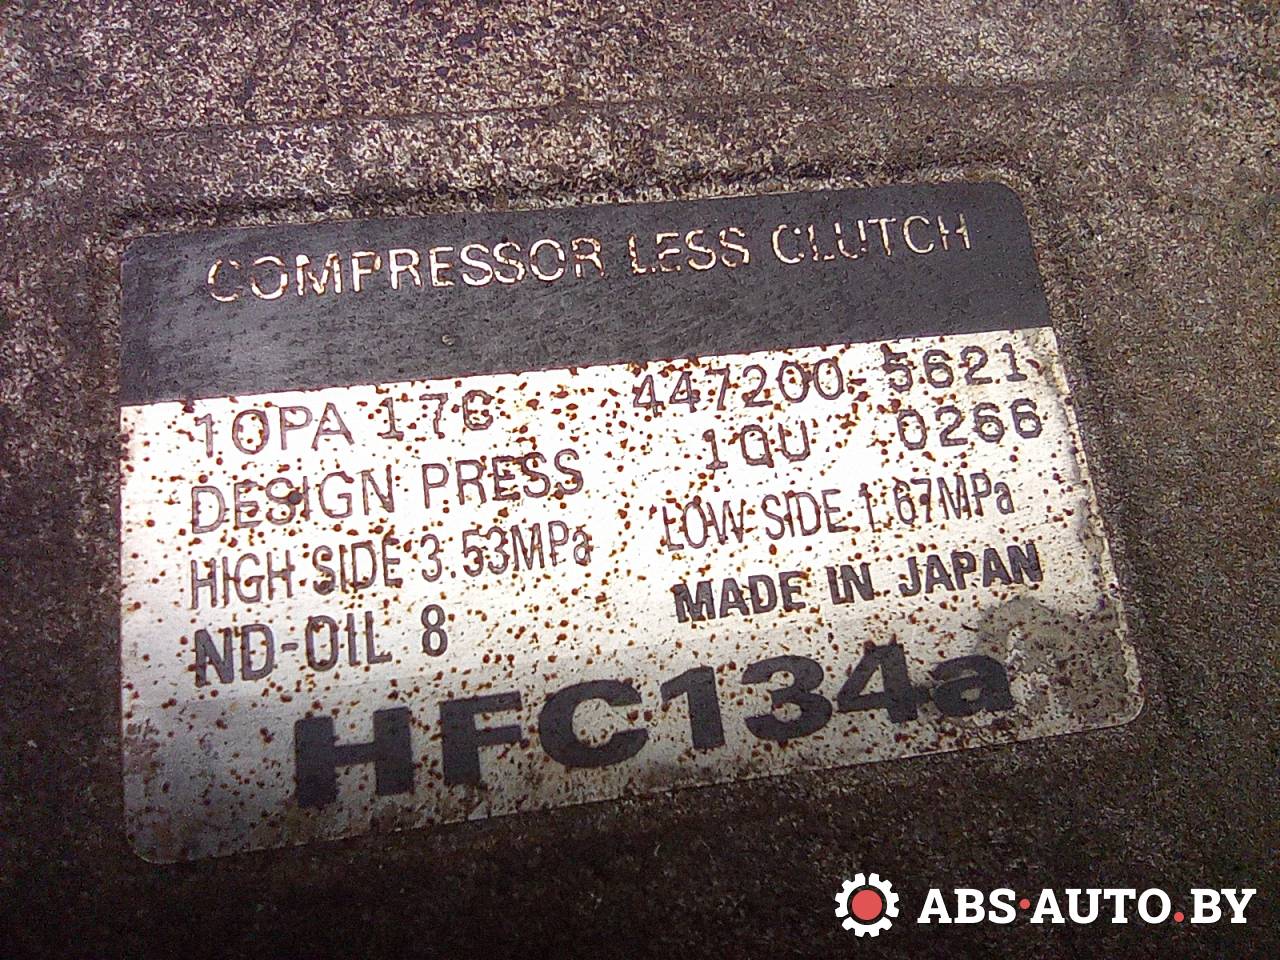 COMPRESSOR LESS CLUTCH
10PA 17C 447200-5621
DESIGN PRESS 1QU 0266
HIGH SIDE 3.53MPa LOW SIDE 1.67MPa
ND-OIL 8 MADE IN JAPAN
HFC134a
ABS·AUTO.BY